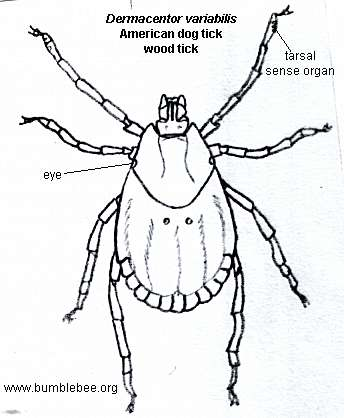 Dermacentor variabilis
American dog tick
wood tick
tarsal
sense organ
eye
www.bumblebee.org